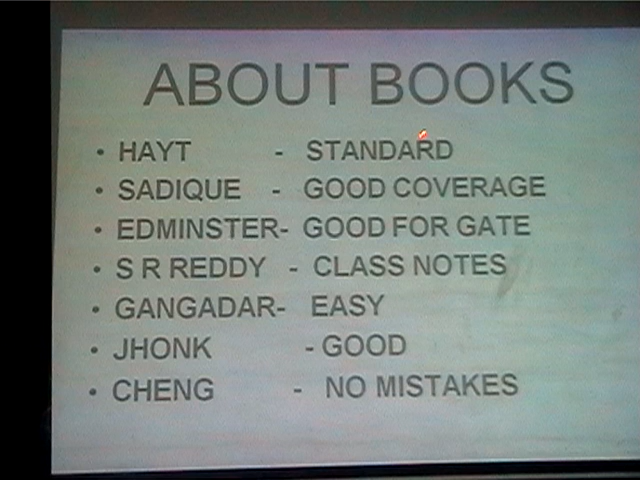 ABOUT BOOKS
• HAYT - STANDARD
• SADIQUE - GOOD COVERAGE
• EDMINSTER- GOOD FOR GATE
• S R REDDY - CLASS NOTES
• GANGADAR- EASY
• JHONK - GOOD
• CHENG - NO MISTAKES